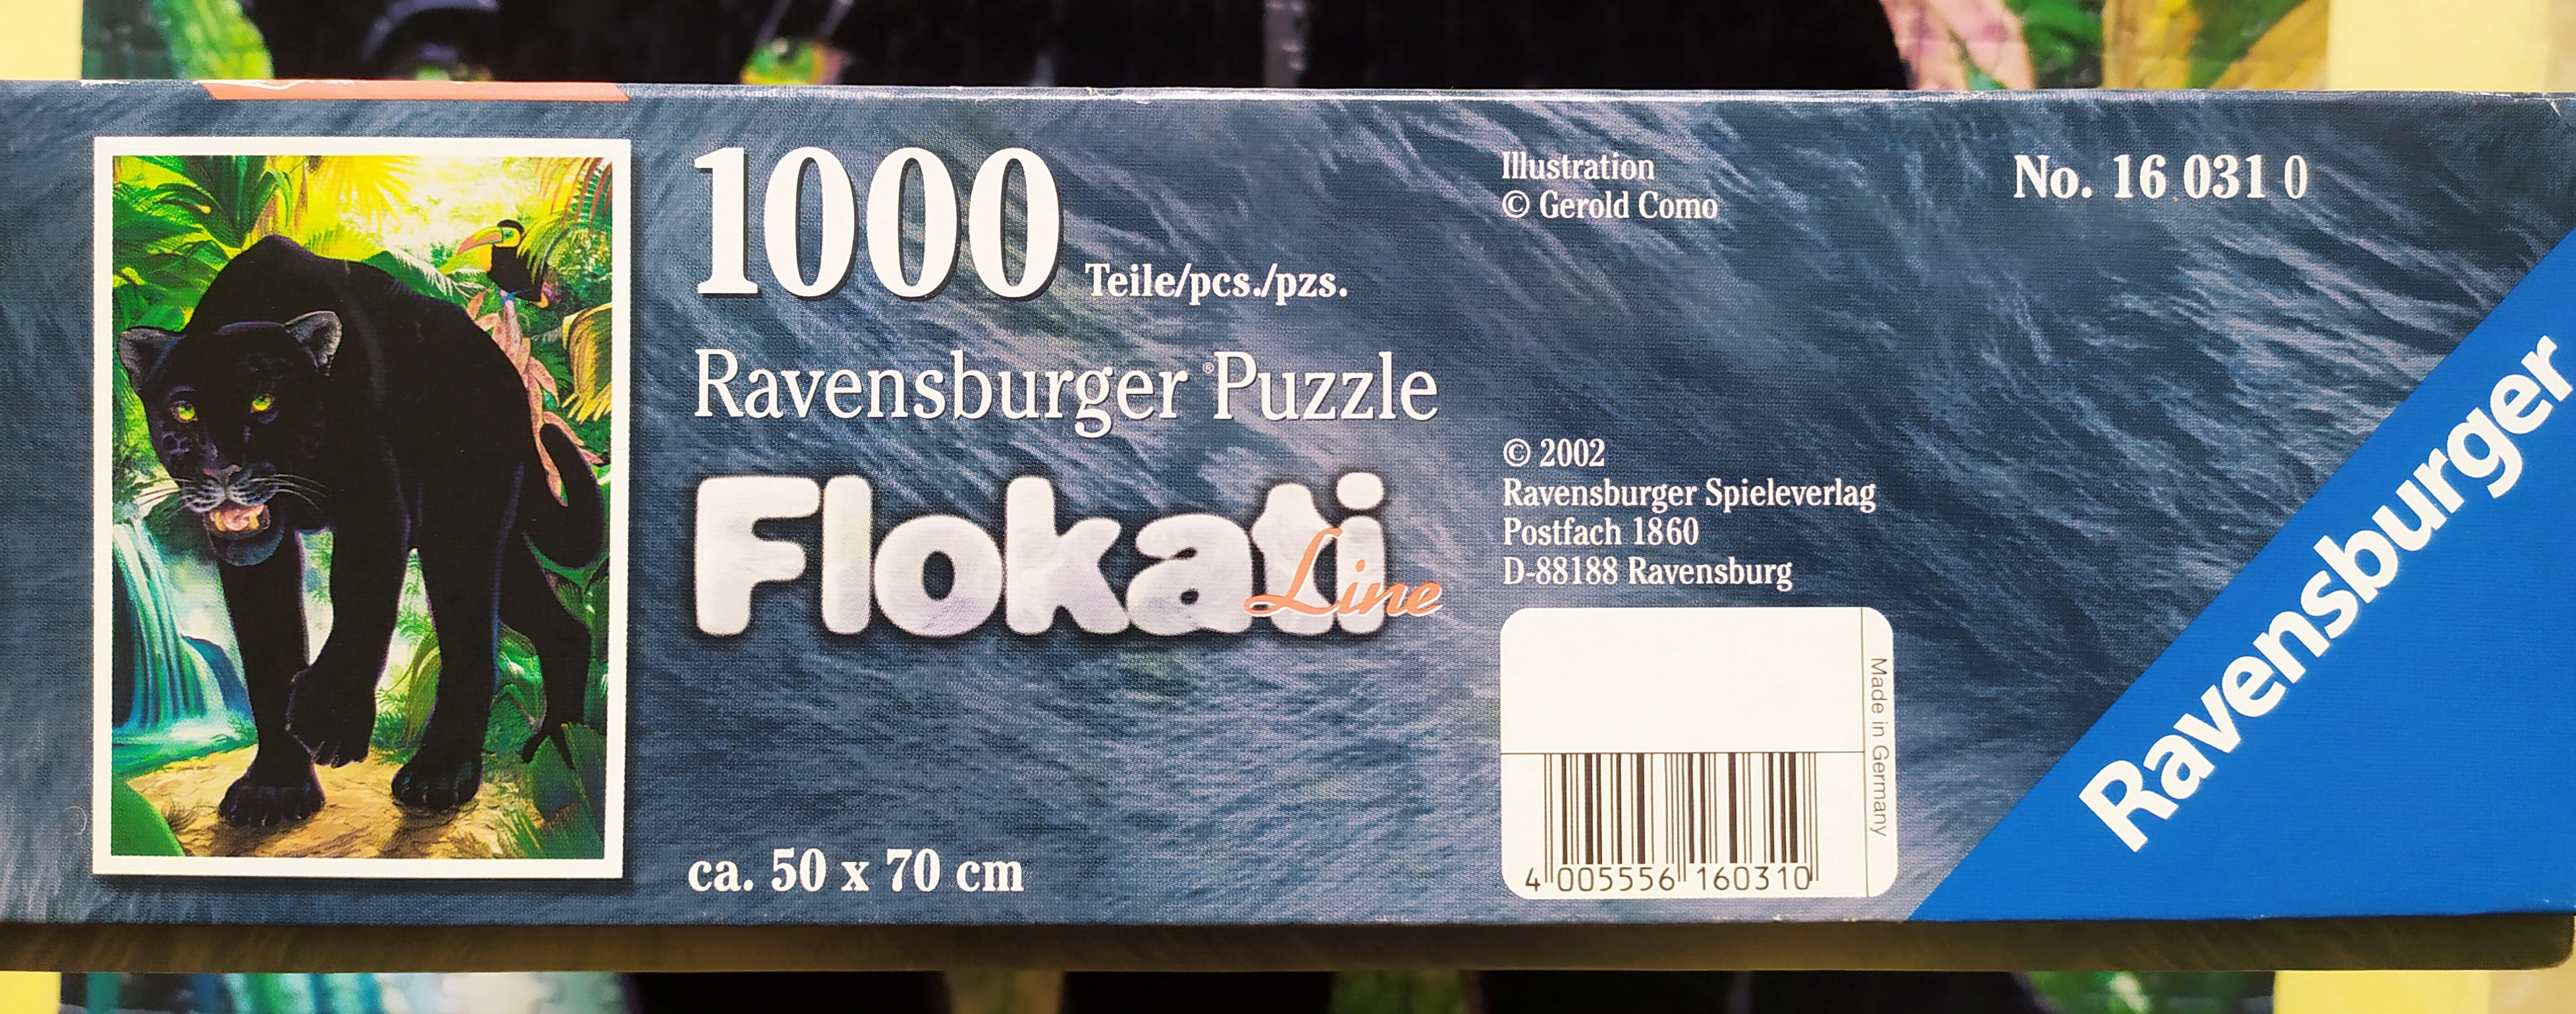 1000 Teile/pcs./pzs.
Ravensburger ® Puzzle
Flokati
Line
ca. 50 x 70 cm
Illustration
© Gerold Como
© 2002
Ravensburger Spieleverlag
Postfach 1860
D-88188 Ravensburg
Made in Germany
4 005556 160310
No. 16 031 0
Ravensburger